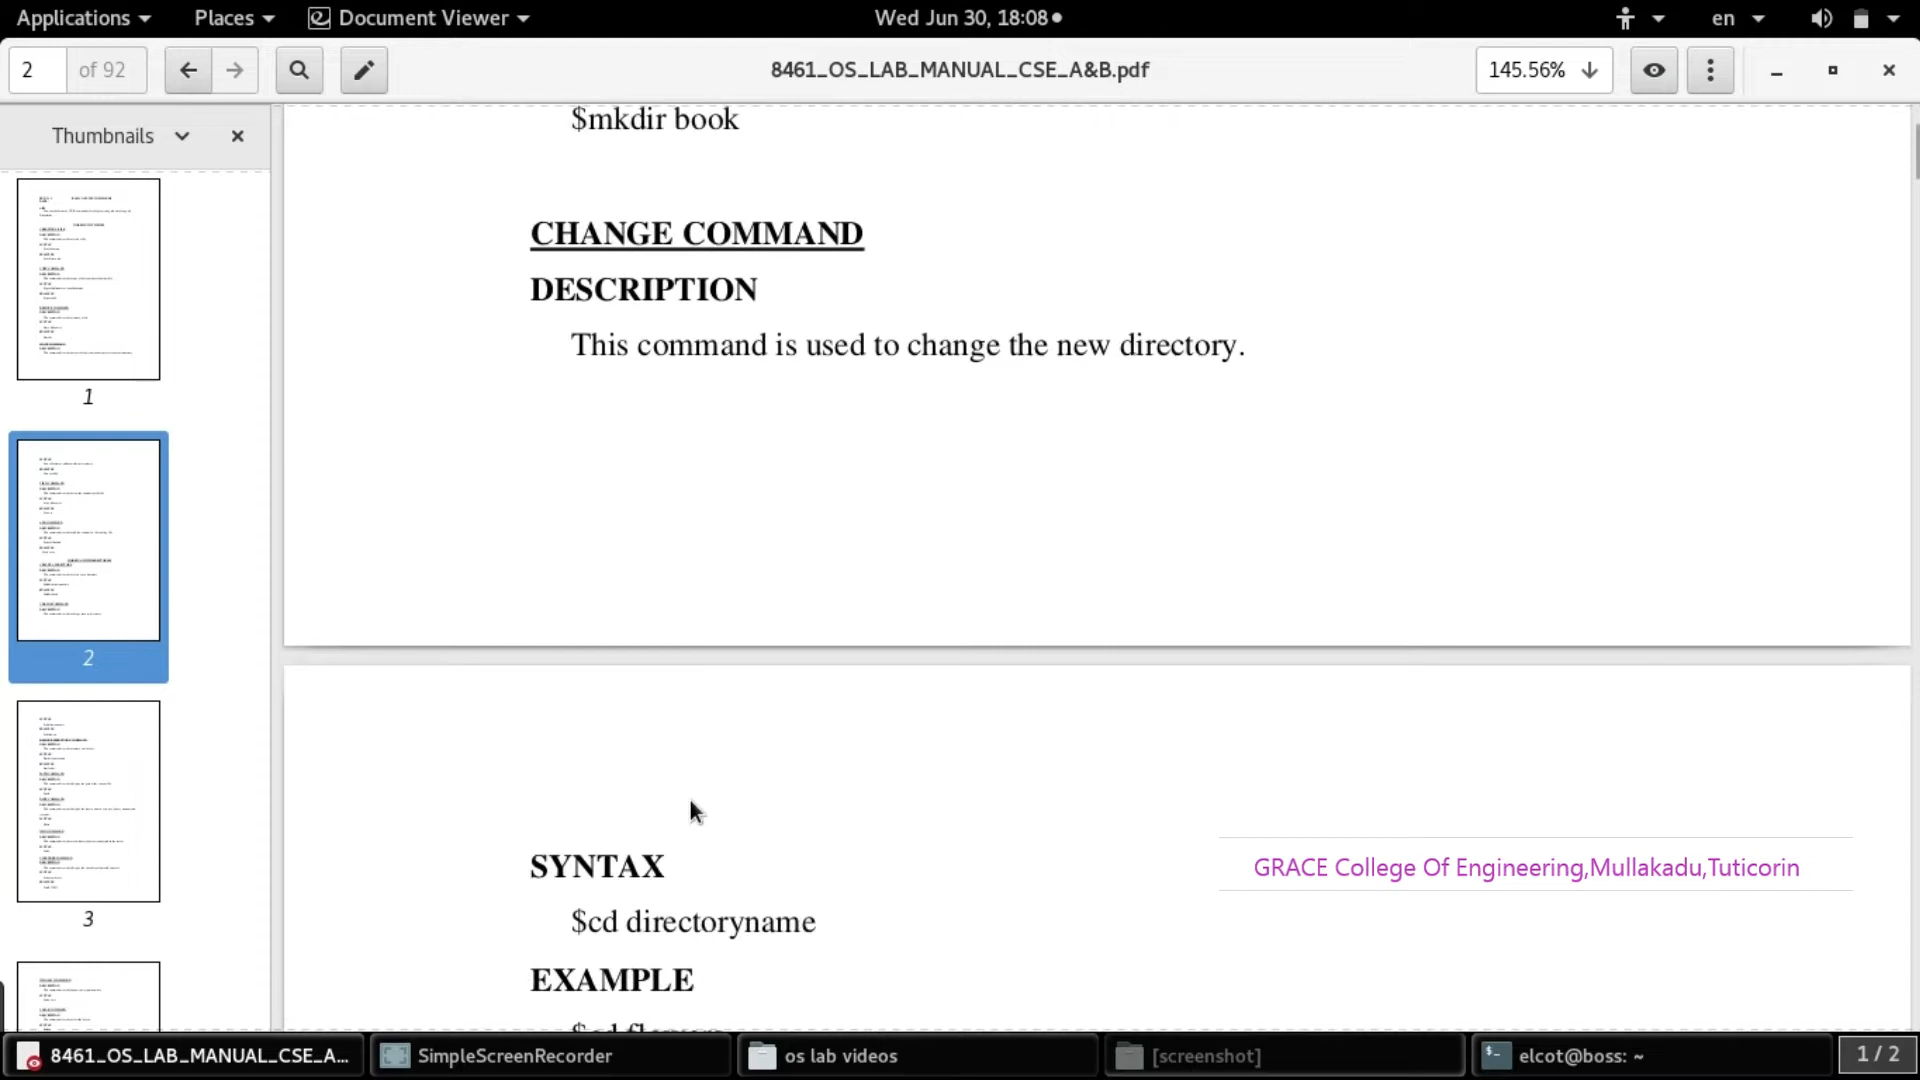 Applications Places Document Viewer Wed Jun 30, 18:08 en
2 of 92 8461_OS_LAB_MANUAL_CSE_A&B.pdf 145.56%
Thumbnails
1
2
3
$mkdir book
CHANGE COMMAND
DESCRIPTION
This command is used to change the new directory.
SYNTAX
GRACE College Of Engineering,Mullakadu,Tuticorin
$cd directoryname
EXAMPLE
8461_OS_LAB_MANUAL_CSE_A... SimpleScreenRecorder os lab videos [screenshot] elcot@boss: ~ 1 / 2